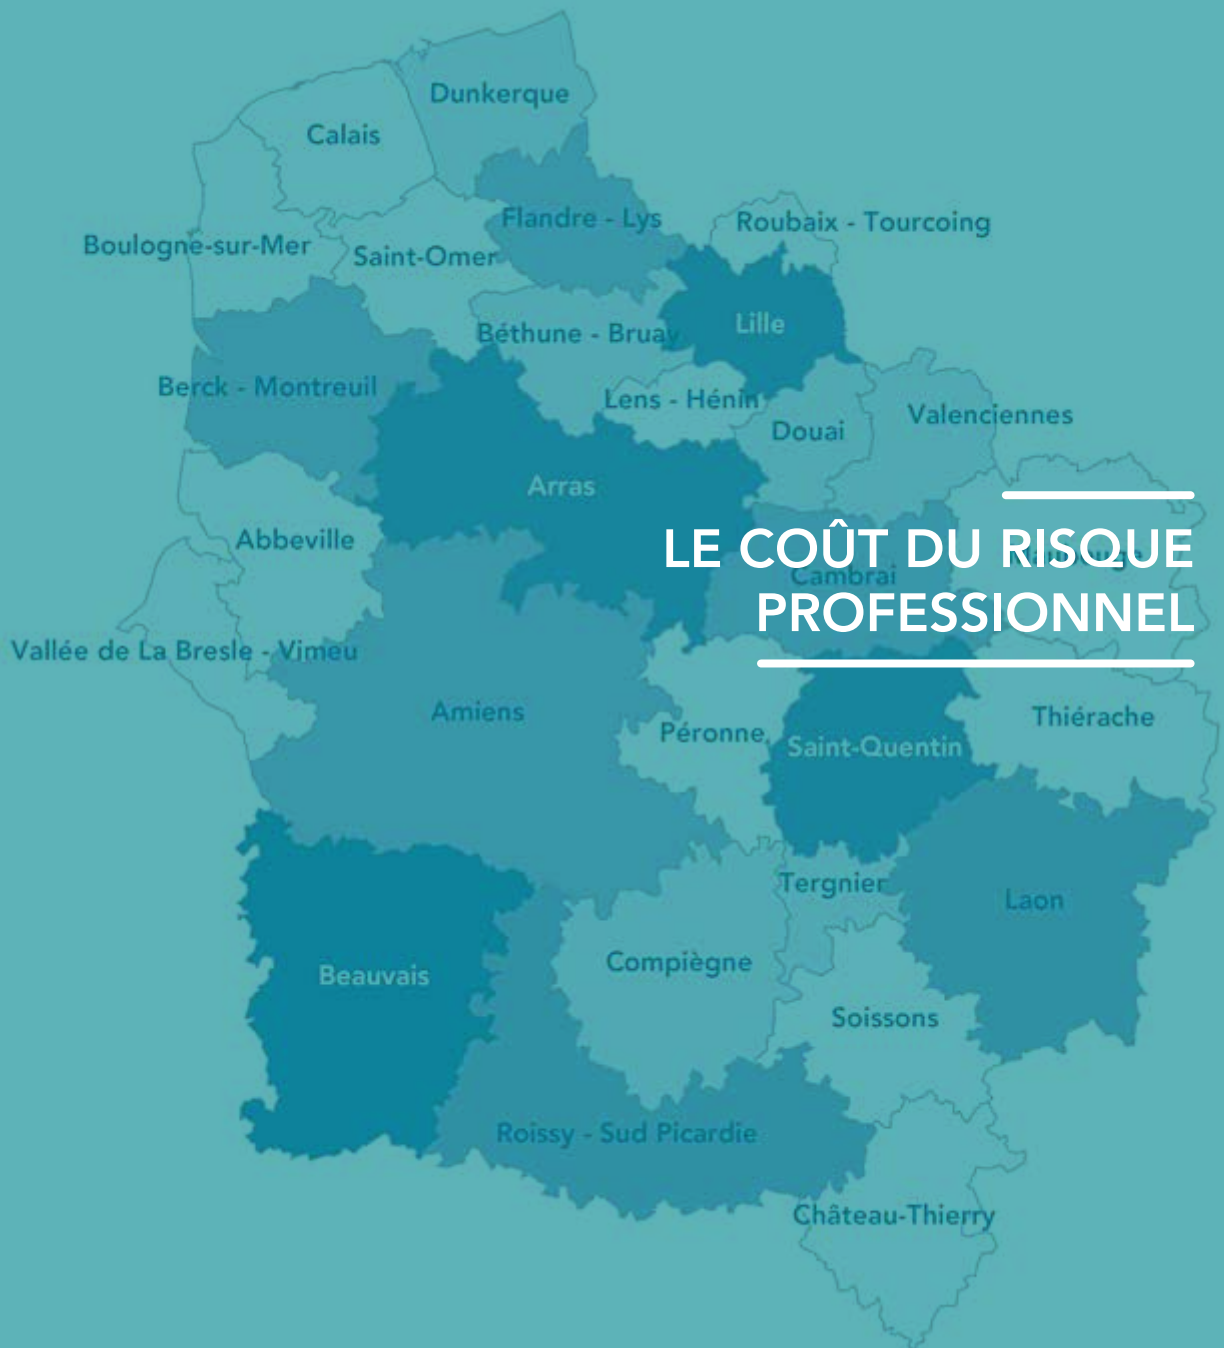 Dunkerque
Calais
Flandre - Lys
Roubaix - Tourcoing
Boulogne-sur-Mer
Saint-Omer
Lille
Béthune - Bruay
Berck - Montreuil
Lens - Hénin
Valenciennes
Douai
Arras
Abbeville
LE COÛT DU RISQUE
PROFESSIONNEL
Maubeuge
Cambrai
Vallée de La Bresle - Vimeu
Amiens
Thiérache
Péronne
Saint-Quentin
Tergnier
Laon
Compiègne
Beauvais
Soissons
Roissy - Sud Picardie
Château-Thierry